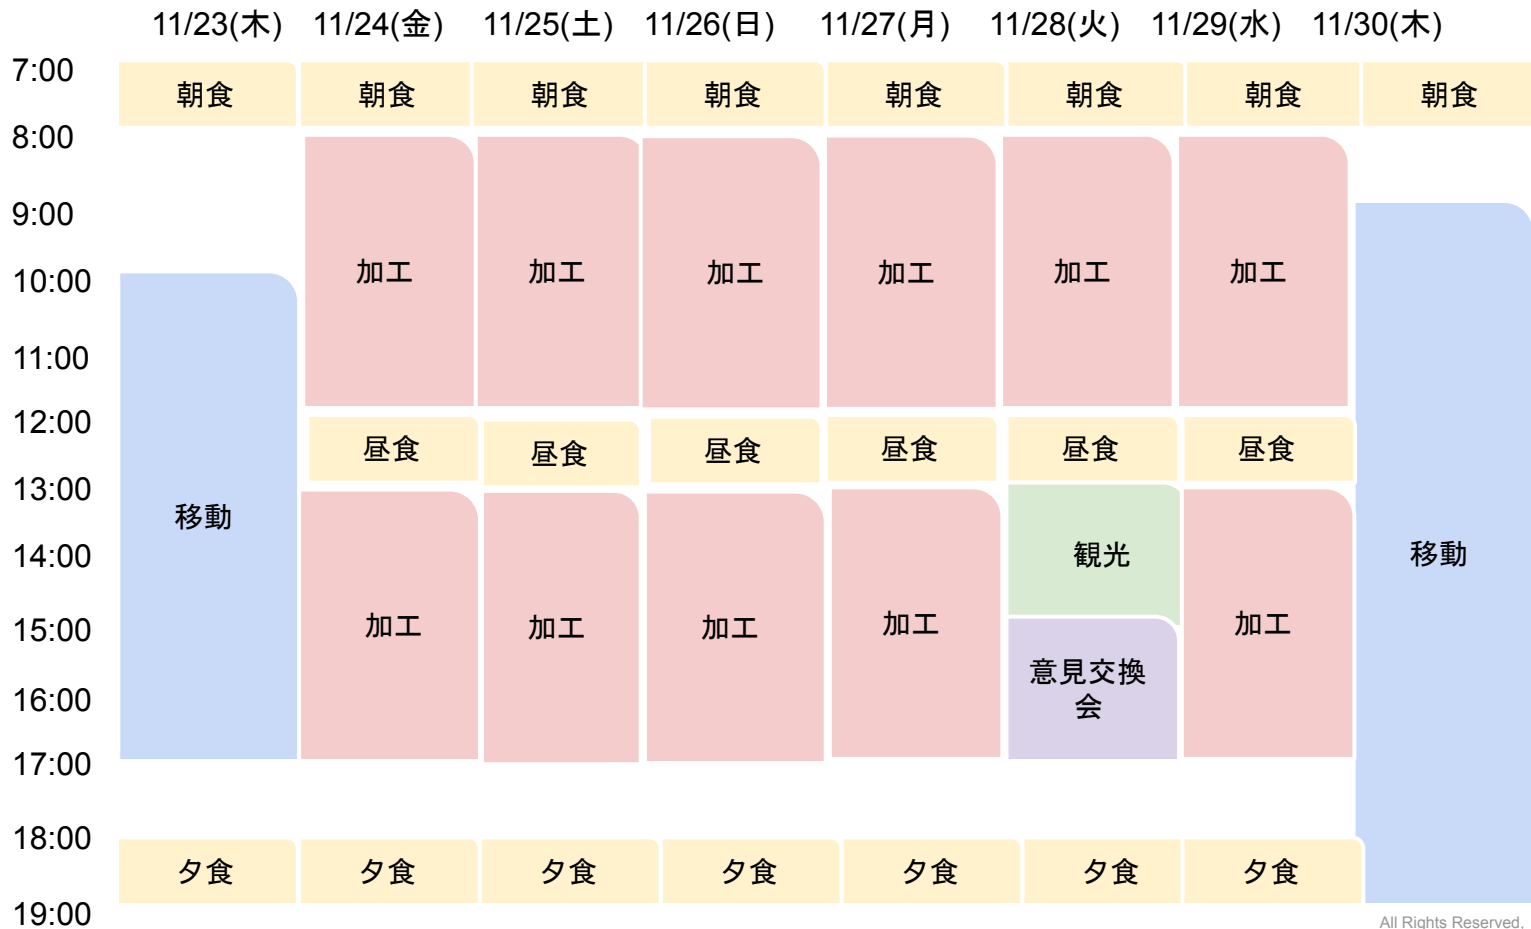 11/23(木) 11/24(金) 11/25(土) 11/26(日) 11/27(月) 11/28(火) 11/29(水) 11/30(木)
7:00
朝食 朝食 朝食 朝食 朝食 朝食 朝食 朝食
8:00
9:00
加工 加工 加工 加工 加工 加工
10:00
11:00
12:00
昼食 昼食 昼食 昼食 昼食 昼食
13:00
移動
14:00
観光
移動
15:00
加工 加工 加工 加工 加工
意見交換
会
16:00
17:00
18:00
夕食 夕食 夕食 夕食 夕食 夕食 夕食
19:00
All Rights Reserved,